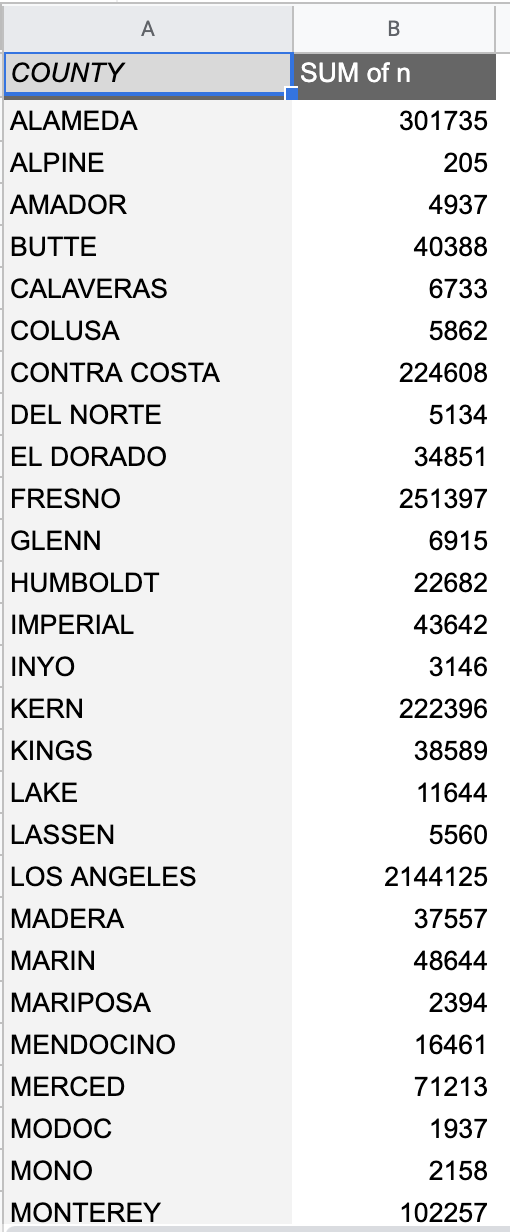 A B
COUNTY SUM of n
ALAMEDA 301735
ALPINE 205
AMADOR 4937
BUTTE 40388
CALAVERAS 6733
COLUSA 5862
CONTRA COSTA 224608
DEL NORTE 5134
EL DORADO 34851
FRESNO 251397
GLENN 6915
HUMBOLDT 22682
IMPERIAL 43642
INYO 3146
KERN 222396
KINGS 38589
LAKE 11644
LASSEN 5560
LOS ANGELES 2144125
MADERA 37557
MARIN 48644
MARIPOSA 2394
MENDOCINO 16461
MERCED 71213
MODOC 1937
MONO 2158
MONTEREY 102257